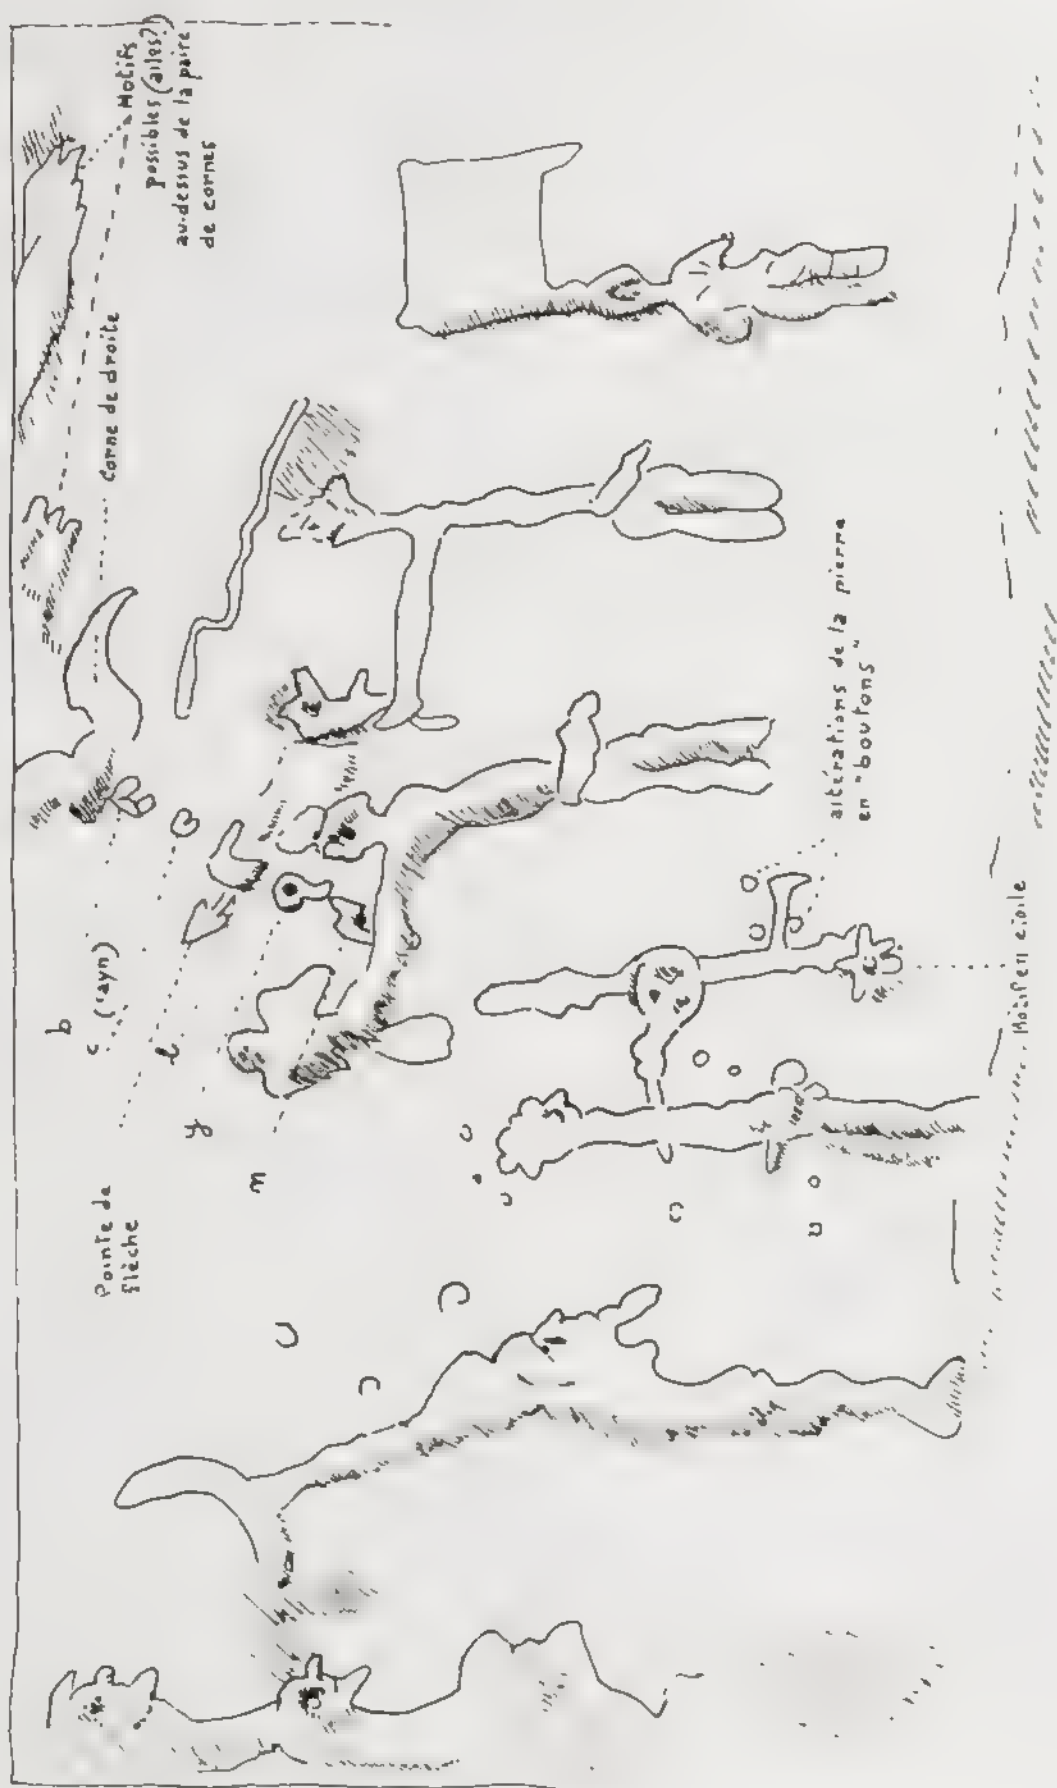 Motifs
possibles (ailes?)
au-dessus de la paire
de cornes
Corne de droite
b
c (ʿayn)
l
y
m
Pointe de
flèche
altérations de la pierre
en "boutons"
Motif en étoile